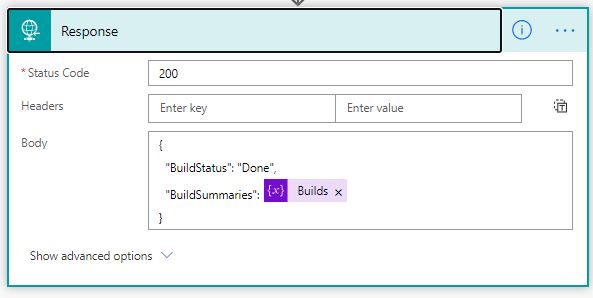 Response
* Status Code 200
Headers Enter key Enter value
Body
{
"BuildStatus": "Done",
"BuildSummaries": {x} Builds ×
}
Show advanced options